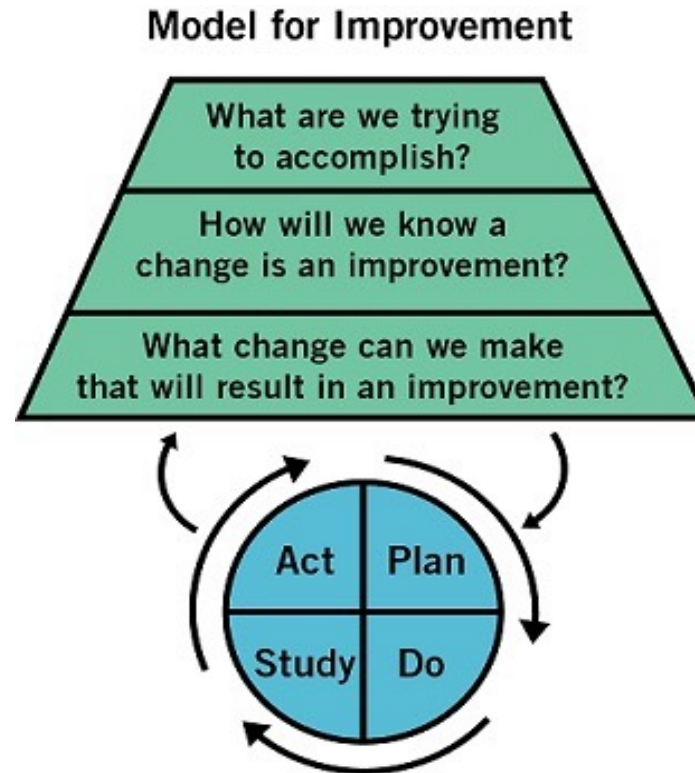 Model for Improvement
What are we trying
to accomplish?
How will we know a
change is an improvement?
What change can we make
that will result in an improvement?
Act
Plan
Study
Do